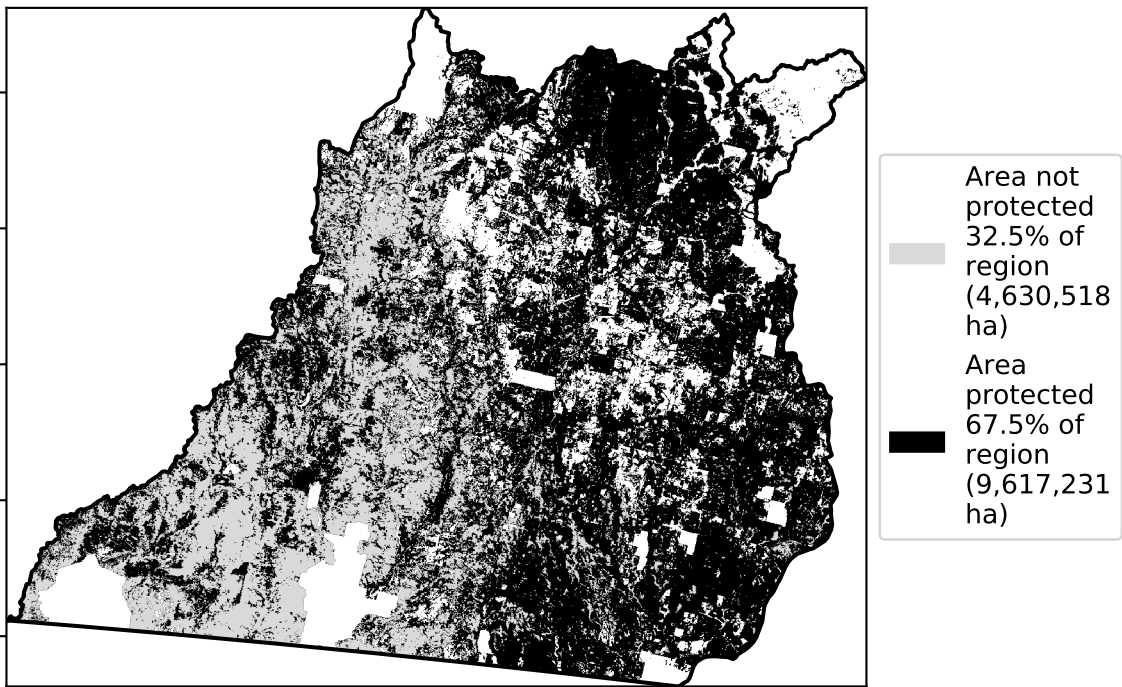 Area not
protected
32.5% of
region
(4,630,518
ha)
Area
protected
67.5% of
region
(9,617,231
ha)